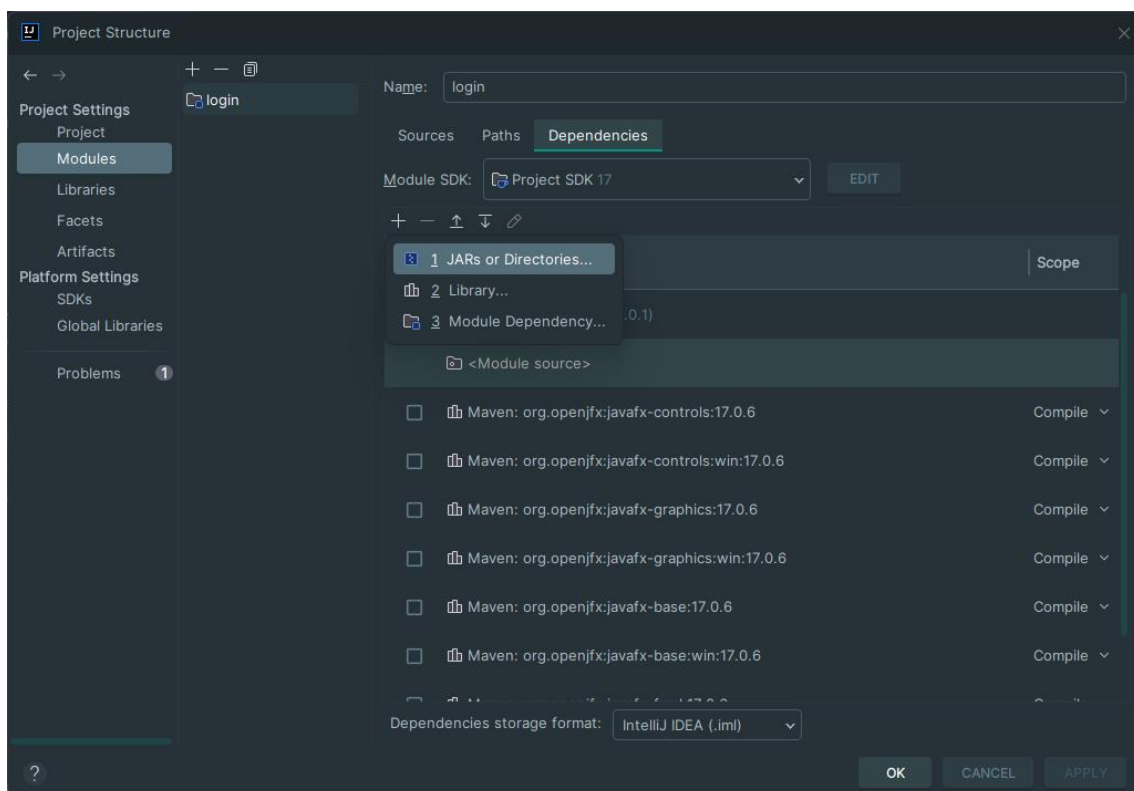 Project Structure
Project Settings
Project
Modules
Libraries
Facets
Artifacts
Platform Settings
SDKs
Global Libraries
Problems 1
login
Name: login
Sources Paths Dependencies
Module SDK: Project SDK 17 EDIT
1 JARs or Directories...
2 Library...
3 Module Dependency...
Scope
.0.1)
<Module source>
Maven: org.openjfx:javafx-controls:17.0.6 Compile
Maven: org.openjfx:javafx-controls:win:17.0.6 Compile
Maven: org.openjfx:javafx-graphics:17.0.6 Compile
Maven: org.openjfx:javafx-graphics:win:17.0.6 Compile
Maven: org.openjfx:javafx-base:17.0.6 Compile
Maven: org.openjfx:javafx-base:win:17.0.6 Compile
Dependencies storage format: IntelliJ IDEA (.iml)
? OK CANCEL APPLY